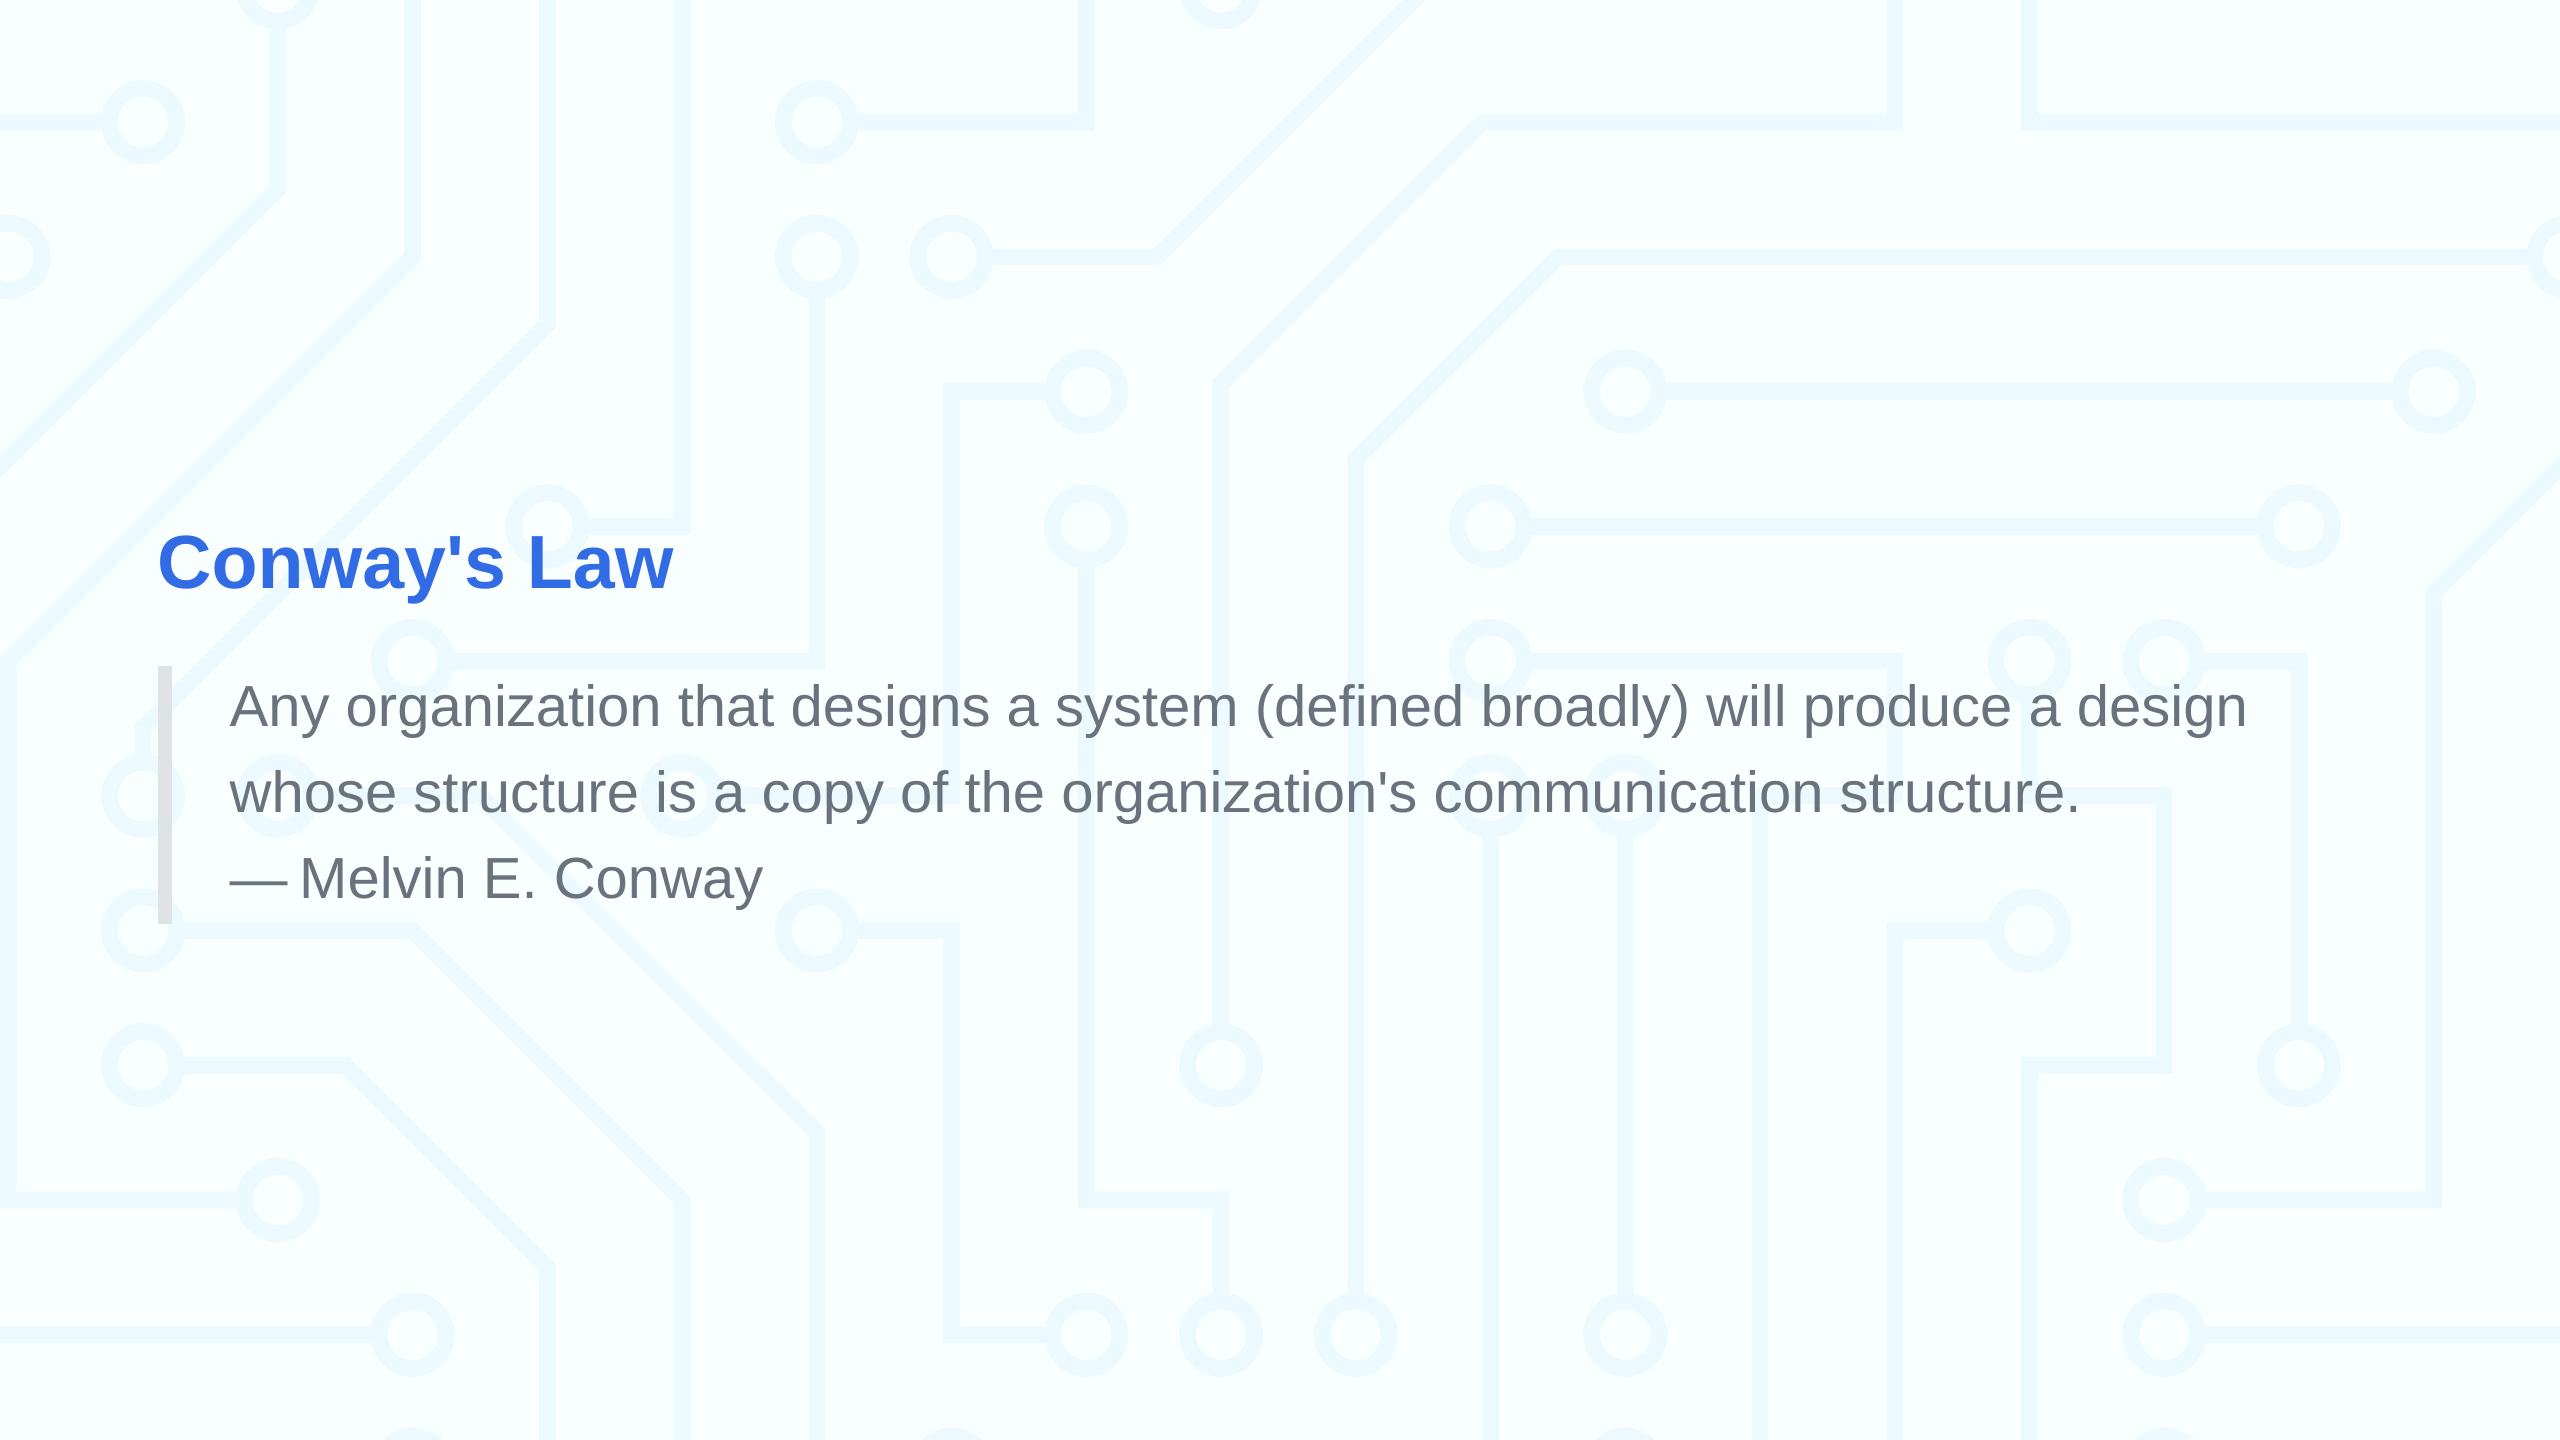 Conway's Law
Any organization that designs a system (defined broadly) will produce a design
whose structure is a copy of the organization's communication structure.
— Melvin E. Conway